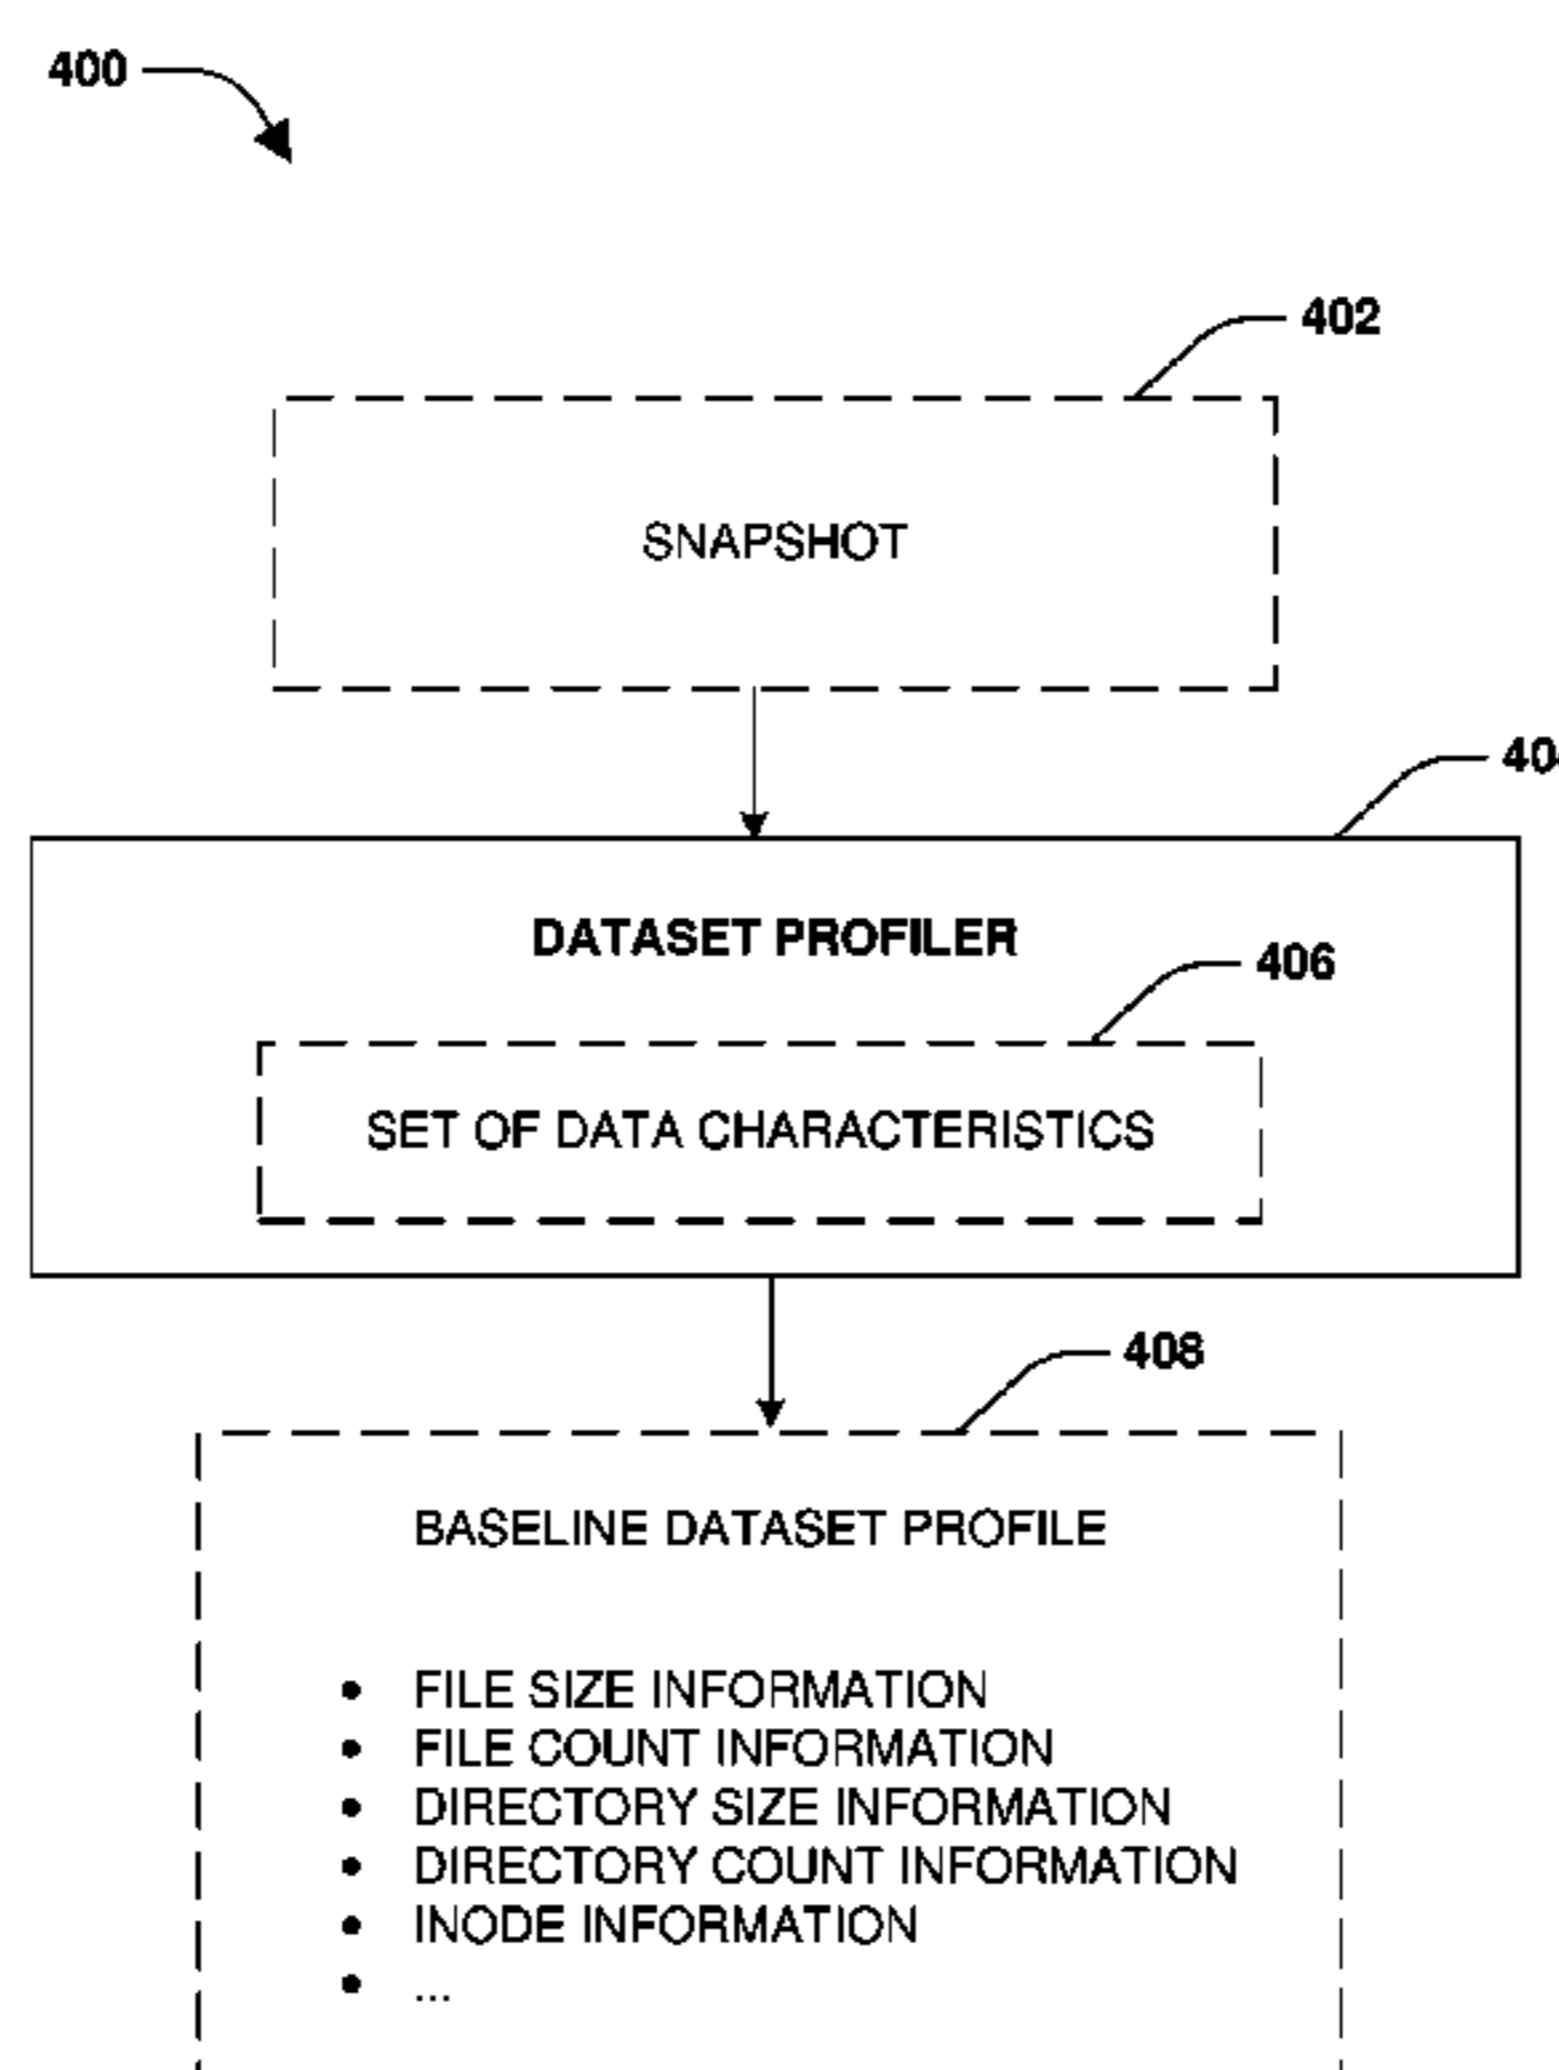 400
402
SNAPSHOT
DATASET PROFILER
406
SET OF DATA CHARACTERISTICS
408
BASELINE DATASET PROFILE
• FILE SIZE INFORMATION
• FILE COUNT INFORMATION
• DIRECTORY SIZE INFORMATION
• DIRECTORY COUNT INFORMATION
• INODE INFORMATION
• ...